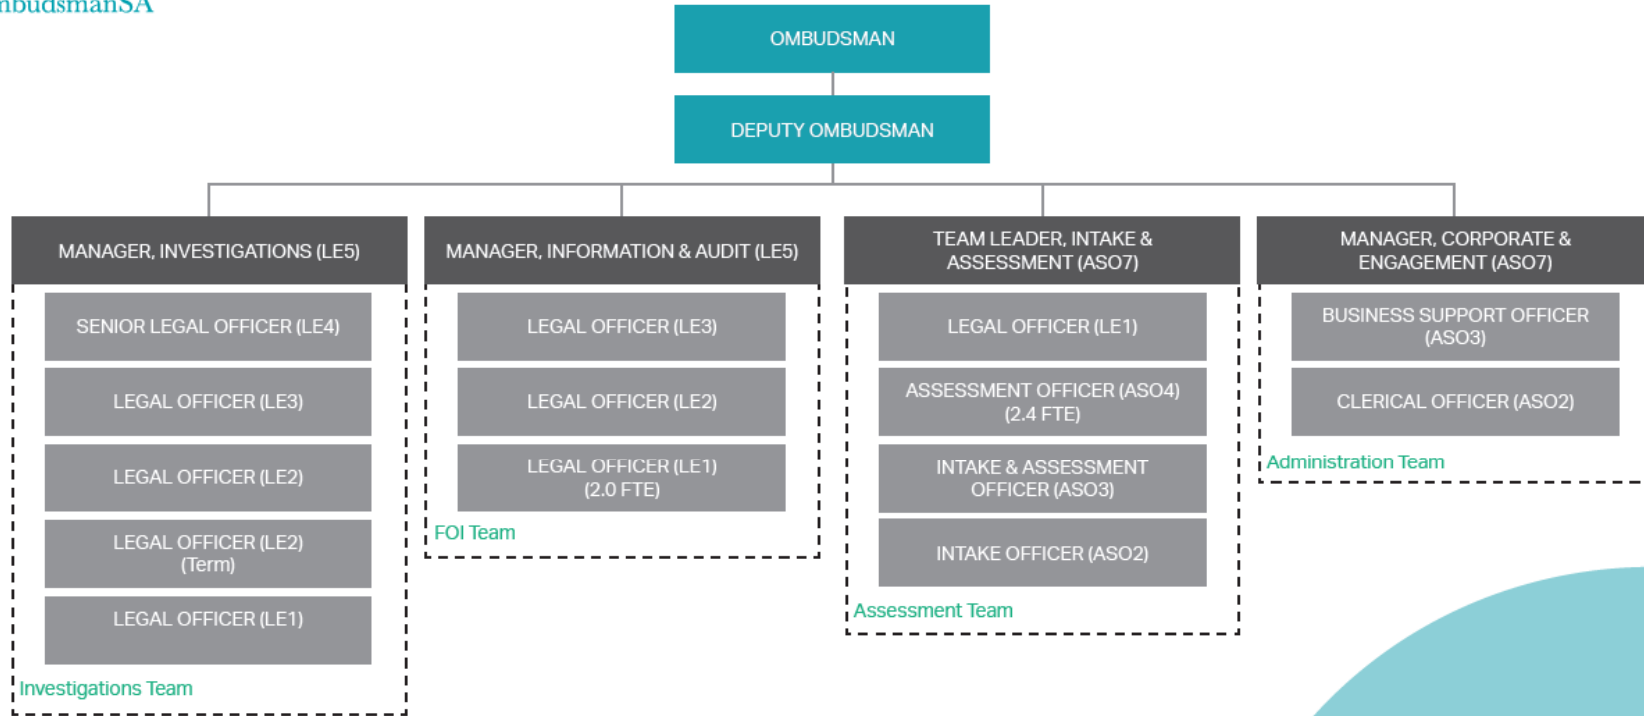 OMBUDSMAN
DEPUTY OMBUDSMAN
MANAGER, INVESTIGATIONS (LE5)
SENIOR LEGAL OFFICER (LE4)
LEGAL OFFICER (LE3)
LEGAL OFFICER (LE2)
LEGAL OFFICER (LE2)
(Term)
LEGAL OFFICER (LE1)
Investigations Team
MANAGER, INFORMATION & AUDIT (LE5)
LEGAL OFFICER (LE3)
LEGAL OFFICER (LE2)
LEGAL OFFICER (LE1)
(2.0 FTE)
FOI Team
TEAM LEADER, INTAKE &
ASSESSMENT (ASO7)
LEGAL OFFICER (LE1)
ASSESSMENT OFFICER (ASO4)
(2.4 FTE)
INTAKE & ASSESSMENT
OFFICER (ASO3)
INTAKE OFFICER (ASO2)
Assessment Team
MANAGER, CORPORATE &
ENGAGEMENT (ASO7)
BUSINESS SUPPORT OFFICER
(ASO3)
CLERICAL OFFICER (ASO2)
Administration Team